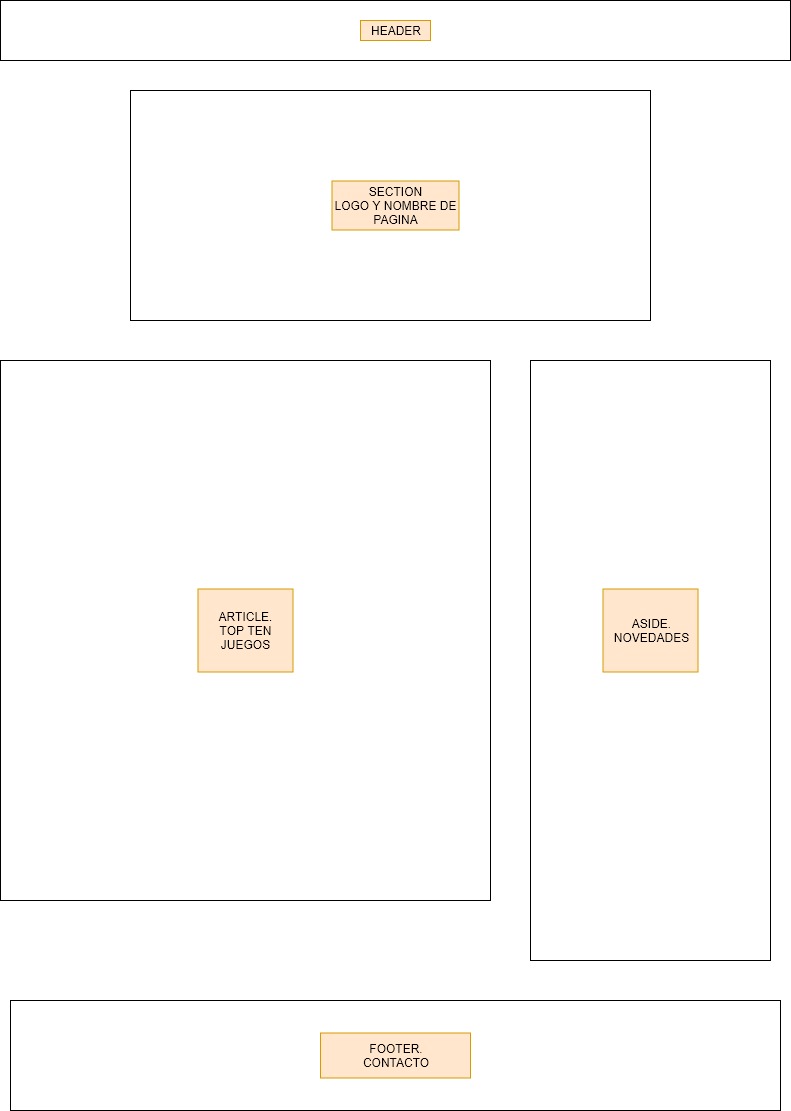 HEADER
SECTION
LOGO Y NOMBRE DE
PAGINA
ARTICLE.
TOP TEN
JUEGOS
ASIDE.
NOVEDADES
FOOTER.
CONTACTO